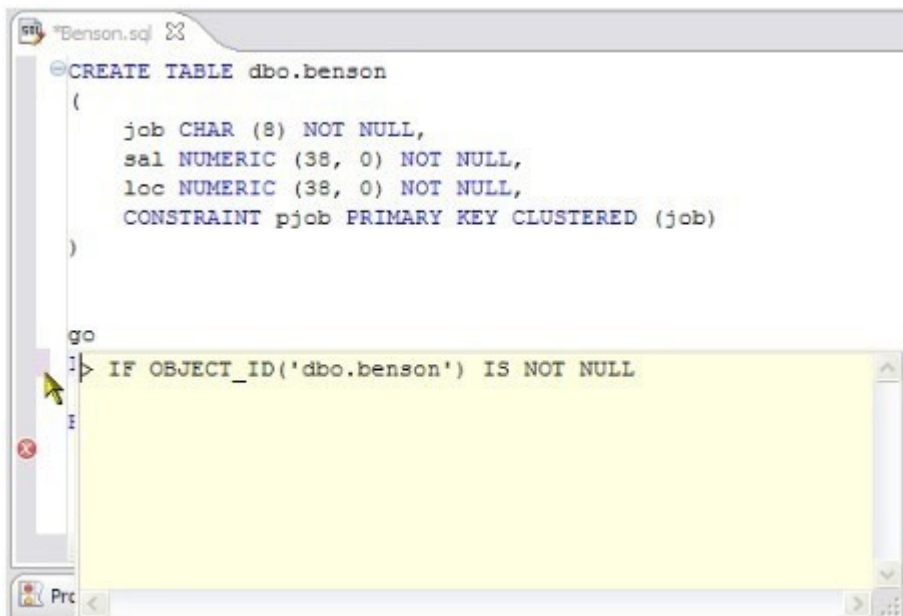 *Benson.sql
CREATE TABLE dbo.benson
(
job CHAR (8) NOT NULL,
sal NUMERIC (38, 0) NOT NULL,
loc NUMERIC (38, 0) NOT NULL,
CONSTRAINT pjob PRIMARY KEY CLUSTERED (job)
)
go
> IF OBJECT_ID('dbo.benson') IS NOT NULL